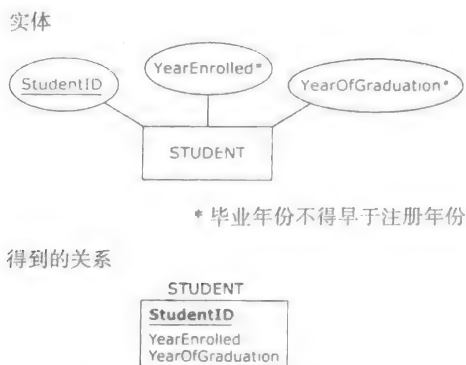 实体
StudentID
YearEnrolled*
YearOfGraduation*
STUDENT
* 毕业年份不得早于注册年份
得到的关系
STUDENT
StudentID
YearEnrolled
YearOfGraduation